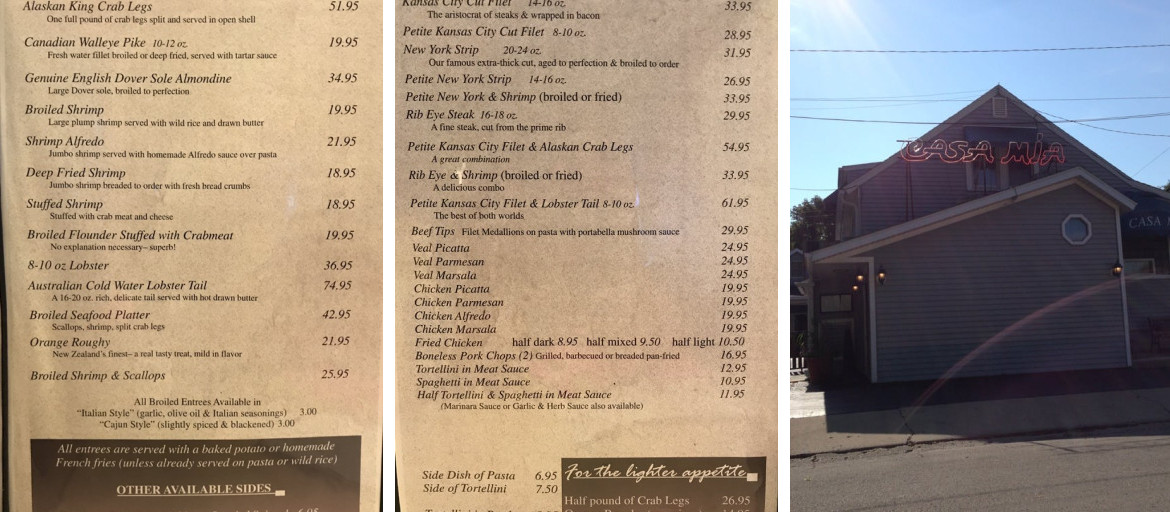 Alaskan King Crab Legs 51.95
One full pound of crab legs split and served in open shell
Canadian Walleye Pike 10-12 oz. 19.95
Fresh water fillet broiled or deep fried, served with tartar sauce
Genuine English Dover Sole Almondine 34.95
Large Dover sole, broiled to perfection
Broiled Shrimp 19.95
Large plump shrimp served with wild rice and drawn butter
Shrimp Alfredo 21.95
Jumbo shrimp served with homemade Alfredo sauce over pasta
Deep Fried Shrimp 18.95
Jumbo shrimp breaded to order with fresh bread crumbs
Stuffed Shrimp 18.95
Stuffed with crab meat and cheese
Broiled Flounder Stuffed with Crabmeat 19.95
No explanation necessary–superb!
8-10 oz Lobster 36.95
Australian Cold Water Lobster Tail 74.95
A 16-20 oz. rich, delicate tail served with hot drawn butter
Broiled Seafood Platter 42.95
Scallops, shrimp, split crab legs
Orange Roughy 21.95
New Zealand's finest– a real tasty treat, mild in flavor
Broiled Shrimp & Scallops 25.95
All Broiled Entrees Available in
“Italian Style” (garlic, olive oil & Italian seasonings) 3.00
“Cajun Style” (slightly spiced & blackened) 3.00
All entrees are served with a baked potato or homemade
French fries (unless already served on pasta or wild rice)
OTHER AVAILABLE SIDES
Kansas City Cut Filet 14-16 oz. 33.95
The aristocrat of steaks & wrapped in bacon
Petite Kansas City Cut Filet 8-10 oz. 28.95
New York Strip 20-24 oz. 31.95
Our famous extra-thick cut, aged to perfection & broiled to order
Petite New York Strip 14-16 oz. 26.95
Petite New York & Shrimp (broiled or fried) 33.95
Rib Eye Steak 16-18 oz. 29.95
A fine steak, cut from the prime rib
Petite Kansas City Filet & Alaskan Crab Legs 54.95
A great combination
Rib Eye & Shrimp (broiled or fried) 33.95
A delicious combo
Petite Kansas City Filet & Lobster Tail 8-10 oz. 61.95
The best of both worlds
Beef Tips Filet Medallions on pasta with portabella mushroom sauce 29.95
Veal Picatta 24.95
Veal Parmesan 24.95
Veal Marsala 24.95
Chicken Picatta 19.95
Chicken Parmesan 19.95
Chicken Alfredo 19.95
Chicken Marsala 19.95
Fried Chicken half dark 8.95 half mixed 9.50 half light 10.50
Boneless Pork Chops (2) Grilled, barbecued or breaded pan-fried 16.95
Tortellini in Meat Sauce 12.95
Spaghetti in Meat Sauce 10.95
Half Tortellini & Spaghetti in Meat Sauce 11.95
(Marinara Sauce or Garlic & Herb Sauce also available)
Side Dish of Pasta 6.95
Side of Tortellini 7.50
For the lighter appetite
Half pound of Crab Legs 26.95
CASA MIA
CASA